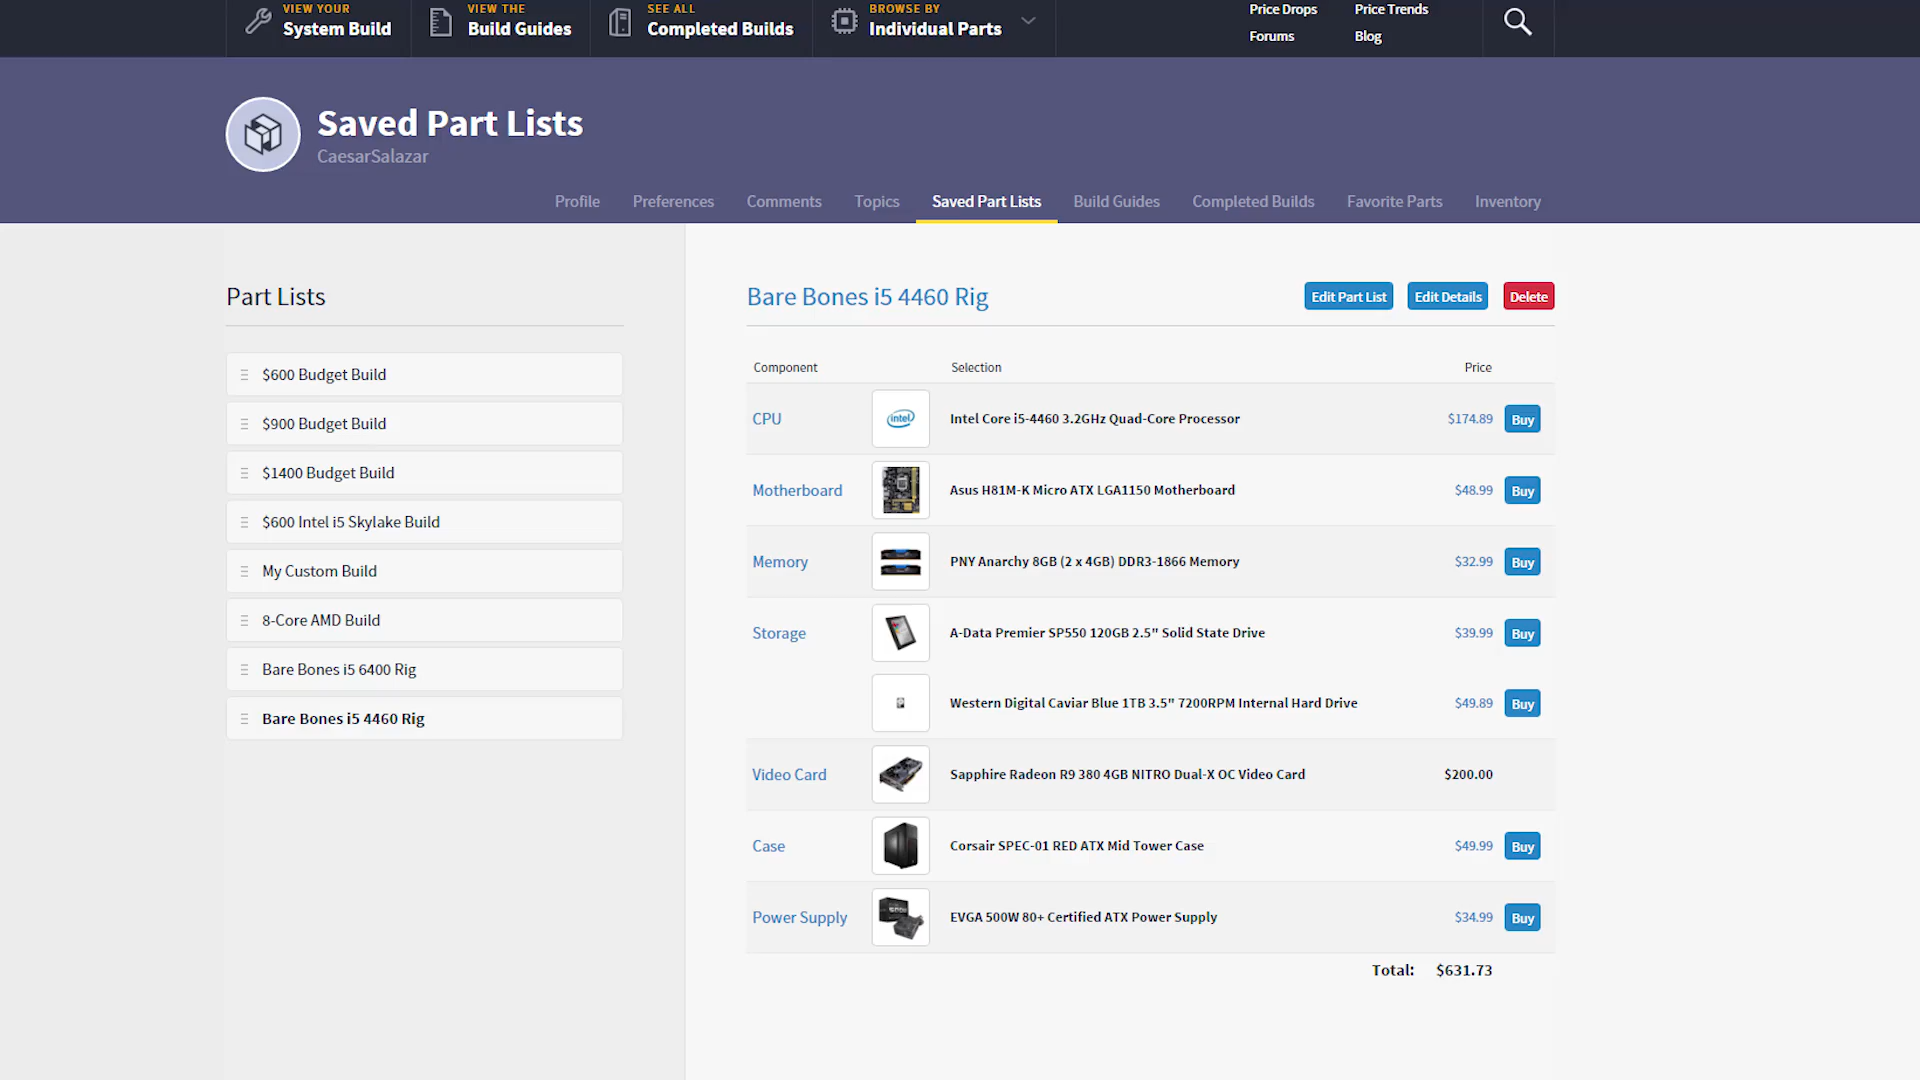 VIEW YOUR
System Build
VIEW THE
Build Guides
SEE ALL
Completed Builds
BROWSE BY
Individual Parts
Price Drops
Price Trends
Forums
Blog
Saved Part Lists
CaesarSalazar
Profile
Preferences
Comments
Topics
Saved Part Lists
Build Guides
Completed Builds
Favorite Parts
Inventory
Part Lists
$600 Budget Build
$900 Budget Build
$1400 Budget Build
$600 Intel i5 Skylake Build
My Custom Build
8-Core AMD Build
Bare Bones i5 6400 Rig
Bare Bones i5 4460 Rig
Bare Bones i5 4460 Rig
Edit Part List
Edit Details
Delete
Component Selection Price
CPU intel Intel Core i5-4460 3.2GHz Quad-Core Processor $174.89 Buy
Motherboard Asus H81M-K Micro ATX LGA1150 Motherboard $48.99 Buy
Memory PNY Anarchy 8GB (2 x 4GB) DDR3-1866 Memory $32.99 Buy
Storage A-Data Premier SP550 120GB 2.5" Solid State Drive $39.99 Buy
Western Digital Caviar Blue 1TB 3.5" 7200RPM Internal Hard Drive $49.89 Buy
Video Card Sapphire Radeon R9 380 4GB NITRO Dual-X OC Video Card $200.00
Case Corsair SPEC-01 RED ATX Mid Tower Case $49.99 Buy
Power Supply EVGA 500W 80+ Certified ATX Power Supply $34.99 Buy
Total: $631.73